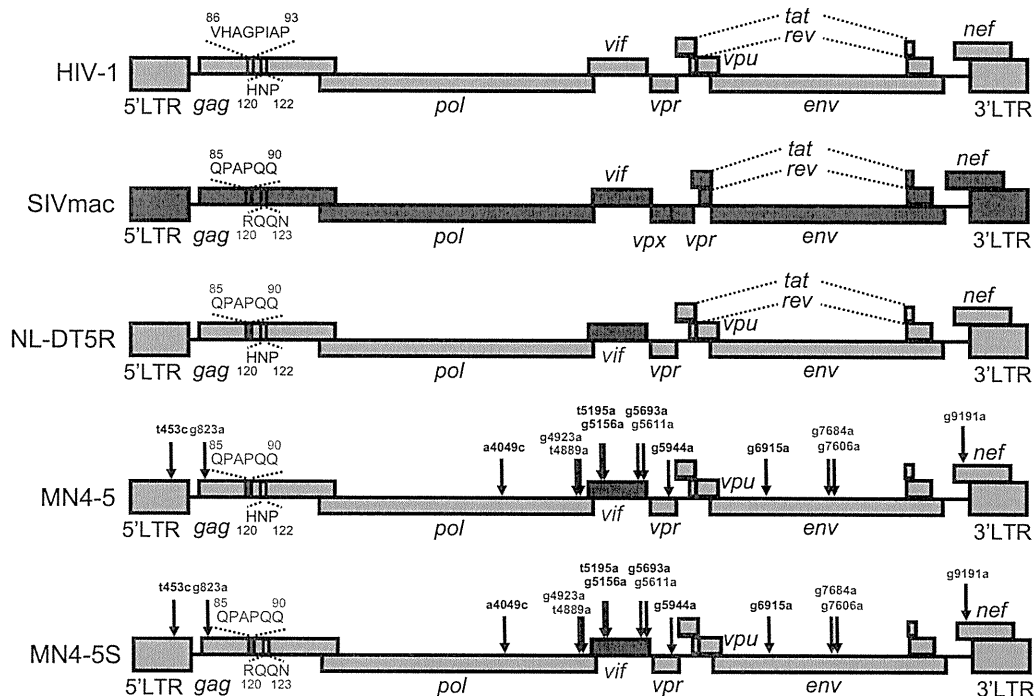 86 93
VHAGPIAP
HIV-1
5'LTR gag 120 HNP 122 pol vif vpr vpu tat rev env nef 3'LTR
85 90
QPAPQQ
SIVmac
5'LTR gag 120 RQQN 123 pol vif vpx vpr tat rev env nef 3'LTR
85 90
QPAPQQ
NL-DT5R
5'LTR gag 120 HNP 122 pol vif vpr vpu tat rev env nef 3'LTR
t5195a g5693a
g4923a g5156a g5611a g7684a g9191a
t453c g823a a4049c t4889a g5944a g6915a g7606a
85 90
QPAPQQ
MN4-5
5'LTR gag 120 HNP 122 pol vif vpr vpu env nef 3'LTR
t5195a g5693a
g4923a g5156a g5611a g7684a g9191a
t453c g823a a4049c t4889a g5944a g6915a g7606a
85 90
QPAPQQ
MN4-5S
5'LTR gag 120 RQQN 123 pol vif vpr vpu env nef 3'LTR